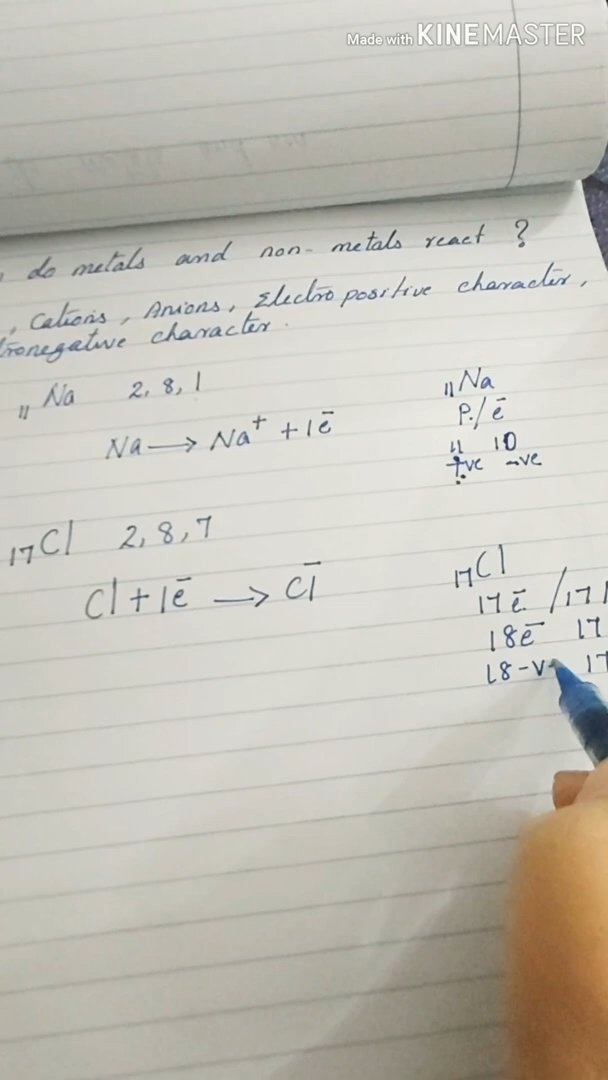 Made with KINEMASTER
do metals and non-metals react ?
, Cations, Anions, Electropositive character,
tronegative character.
₁₁Na 2, 8, 1
Na → Na⁺ + 1ē
₁₁Na
P./ē
11 10
+ve -ve
₁₇Cl 2, 8, 7
Cl + 1ē → Cl̄
₁₇Cl
17ē / 17
18ē 17
18-v 17